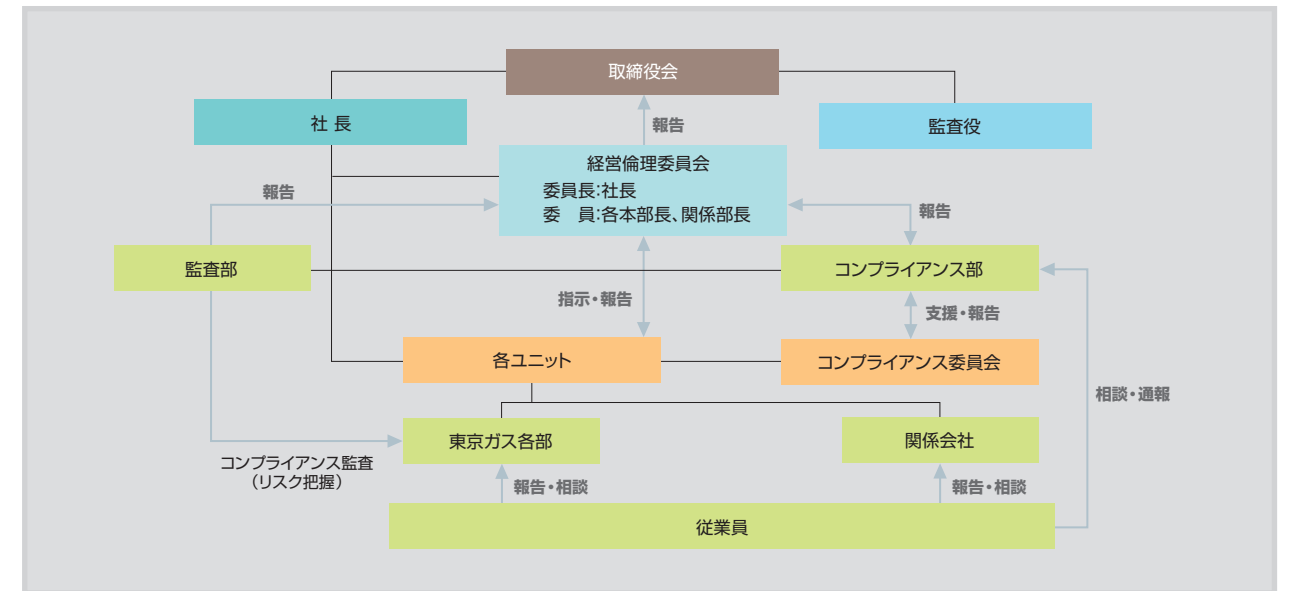 取締役会
社 長
報告
監査役
経営倫理委員会
委員長:社長
委　員:各本部長、関係部長
報告
報告
監査部
コンプライアンス部
指示・報告
支援・報告
各ユニット
コンプライアンス委員会
相談・通報
東京ガス各部
関係会社
コンプライアンス監査
(リスク把握)
報告・相談
報告・相談
従業員